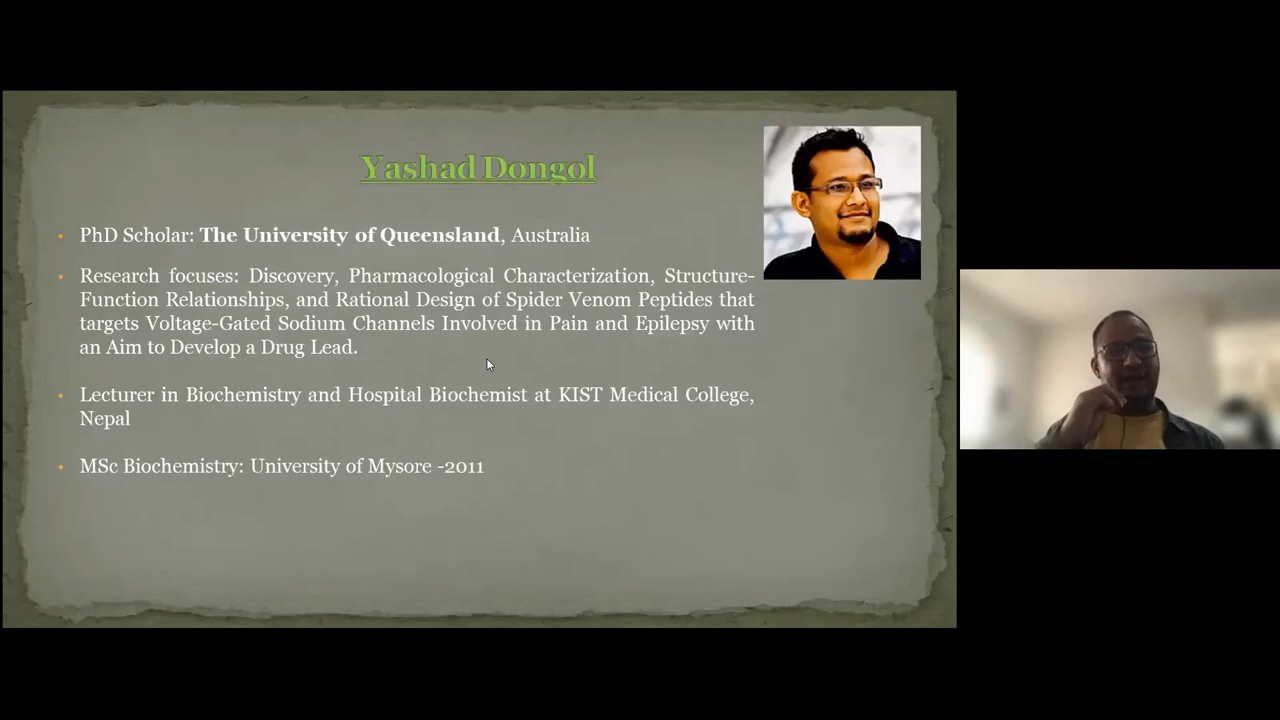 Yashad Dongol
• PhD Scholar: The University of Queensland, Australia
• Research focuses: Discovery, Pharmacological Characterization, Structure-
Function Relationships, and Rational Design of Spider Venom Peptides that
targets Voltage-Gated Sodium Channels Involved in Pain and Epilepsy with
an Aim to Develop a Drug Lead.
• Lecturer in Biochemistry and Hospital Biochemist at KIST Medical College,
Nepal
• MSc Biochemistry: University of Mysore -2011